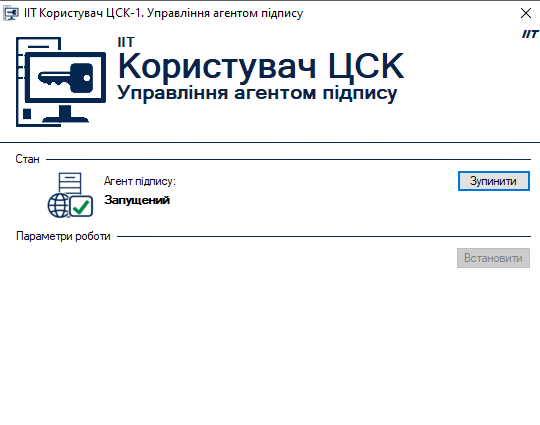 ІІТ Користувач ЦСК-1. Управління агентом підпису
ІІТ
ІІТ
Користувач ЦСК
Управління агентом підпису
Стан
Агент підпису:
Запущений
Зупинити
Параметри роботи
Встановити